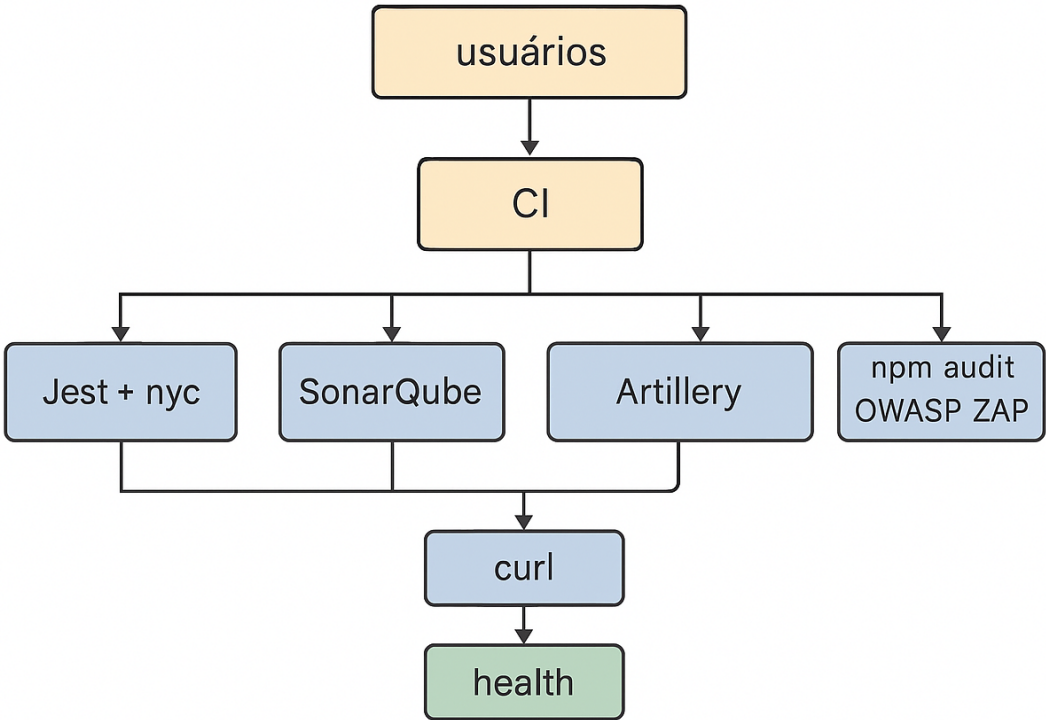 usuários
CI
Jest + nyc
SonarQube
Artillery
npm audit
OWASP ZAP
curl
health